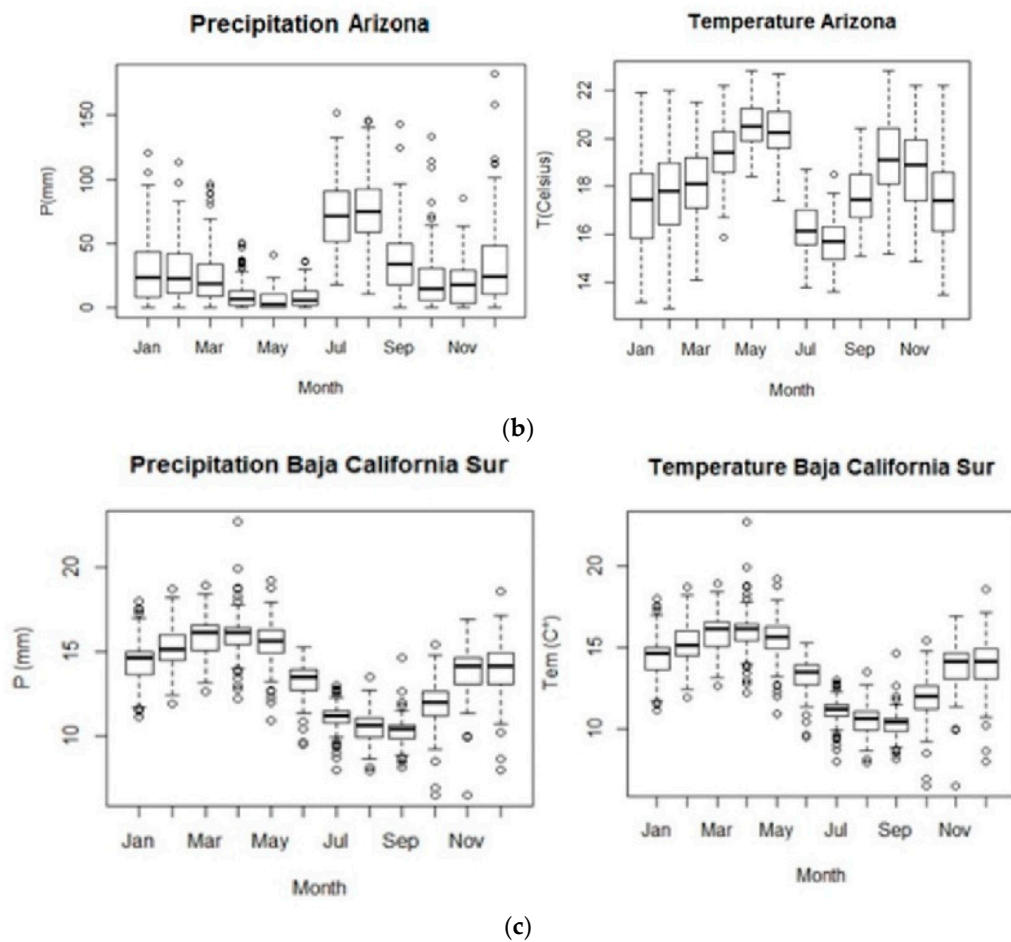 Precipitation Arizona
P(mm)
150
100
50
0
Jan Mar May Jul Sep Nov
Month
Temperature Arizona
T(Celsius)
22
20
18
16
14
Jan Mar May Jul Sep Nov
Month
(b)
Precipitation Baja California Sur
P (mm)
20
15
10
Jan Mar May Jul Sep Nov
Month
Temperature Baja California Sur
Tem (C°)
20
15
10
Jan Mar May Jul Sep Nov
Month
(c)